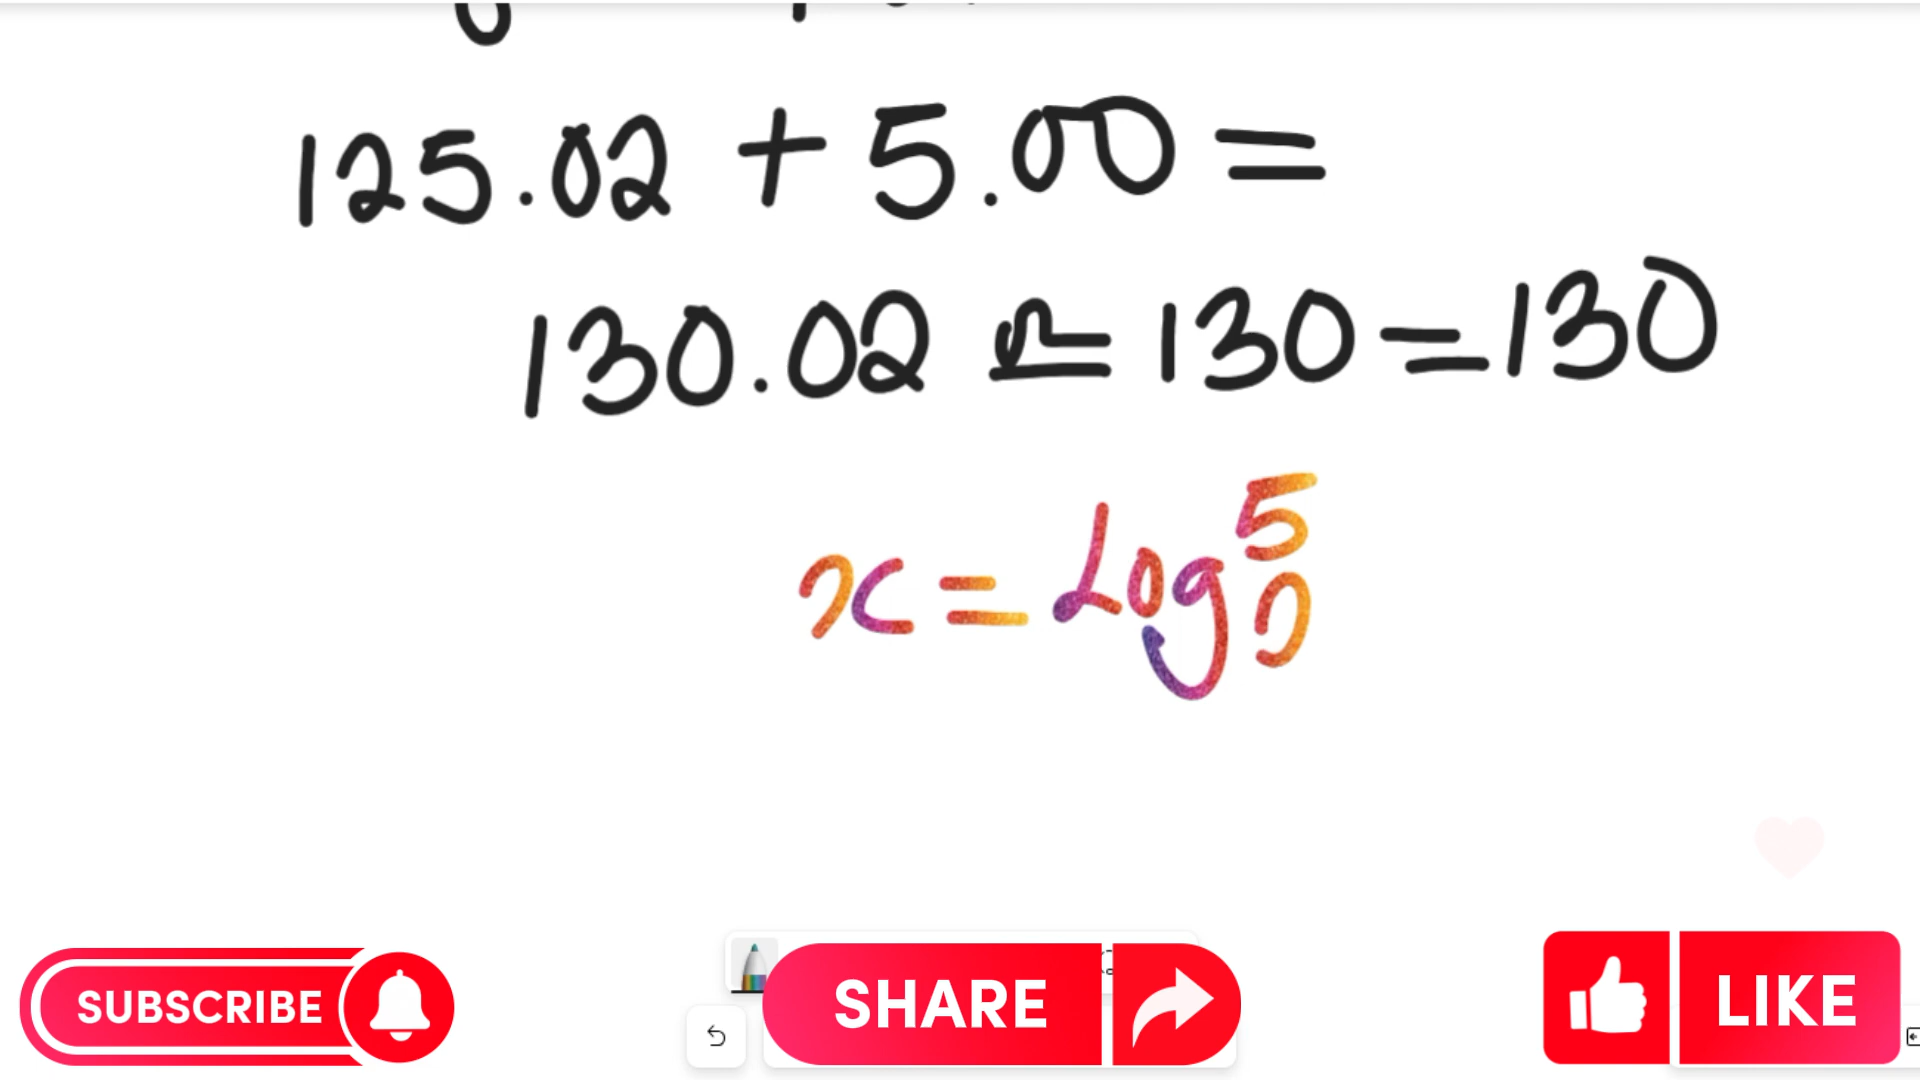 125.02 + 5.00 =
130.02 ≅ 130 = 130
x = Log 5
SUBSCRIBE
SHARE
LIKE